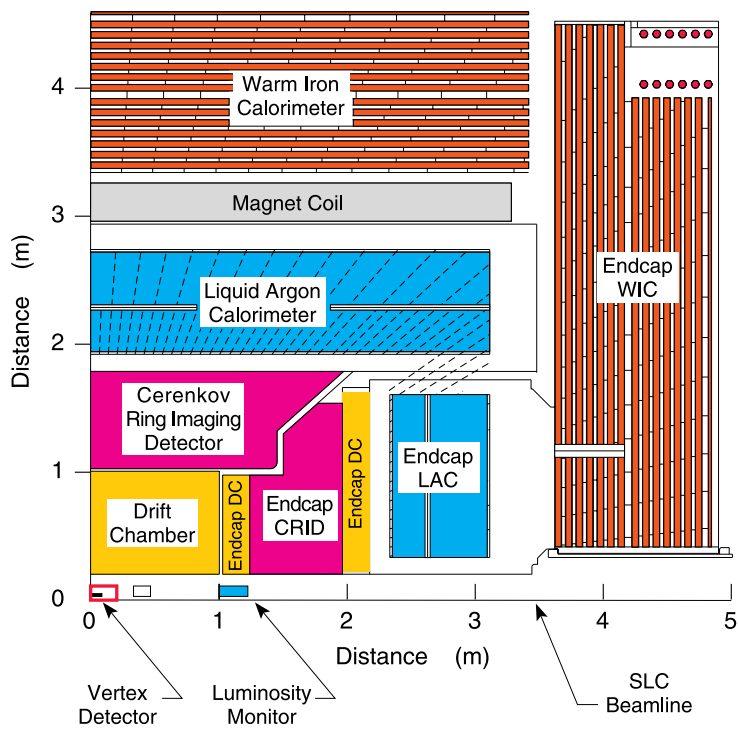 4
Warm Iron
Calorimeter
3
Magnet Coil
Distance (m)
Liquid Argon
Calorimeter
Endcap
WIC
2
Cerenkov
Ring Imaging
Detector
1
Drift
Chamber
Endcap DC
Endcap
CRID
Endcap DC
Endcap
LAC
0
0
1
2
3
4
5
Distance (m)
Vertex
Detector
Luminosity
Monitor
SLC
Beamline